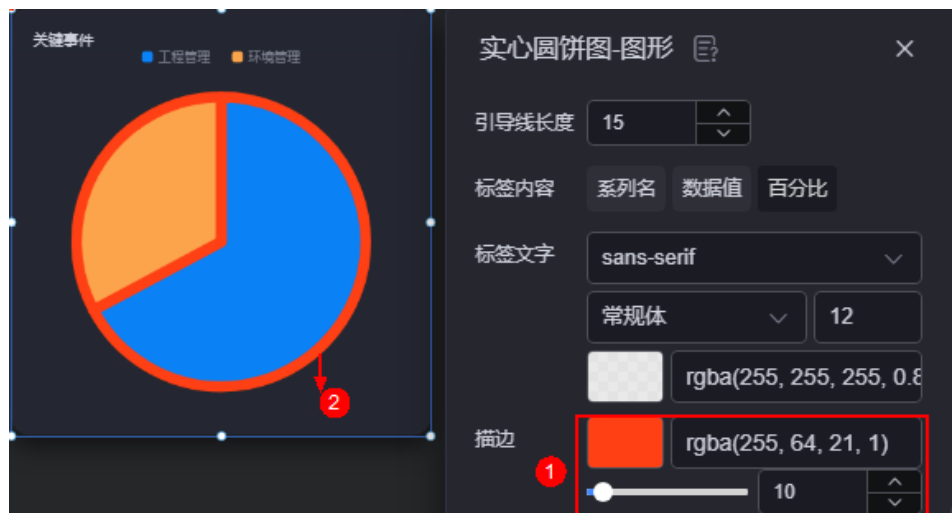 关键事件
工程管理 环境管理
2
实心圆饼图-图形
引导线长度 15
标签内容 系列名 数据值 百分比
标签文字 sans-serif
常规体 12
rgba(255, 255, 255, 0.8
描边 rgba(255, 64, 21, 1)
1
10